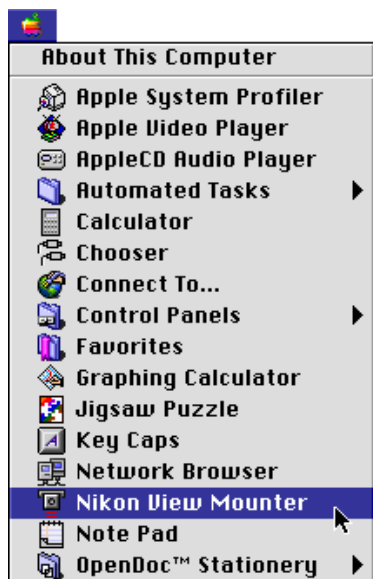 About This Computer
Apple System Profiler
Apple Video Player
AppleCD Audio Player
Automated Tasks
Calculator
Chooser
Connect To...
Control Panels
Favorites
Graphing Calculator
Jigsaw Puzzle
Key Caps
Network Browser
Nikon View Mounter
Note Pad
OpenDoc™ Stationery